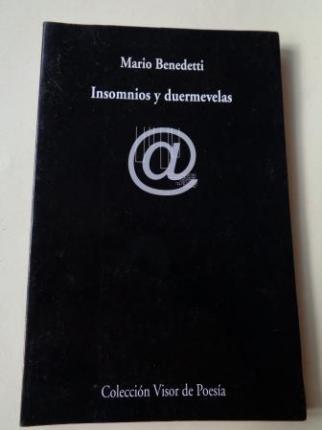 Mario Benedetti
Insomnios y duermevelas
@
Colección Visor de Poesía